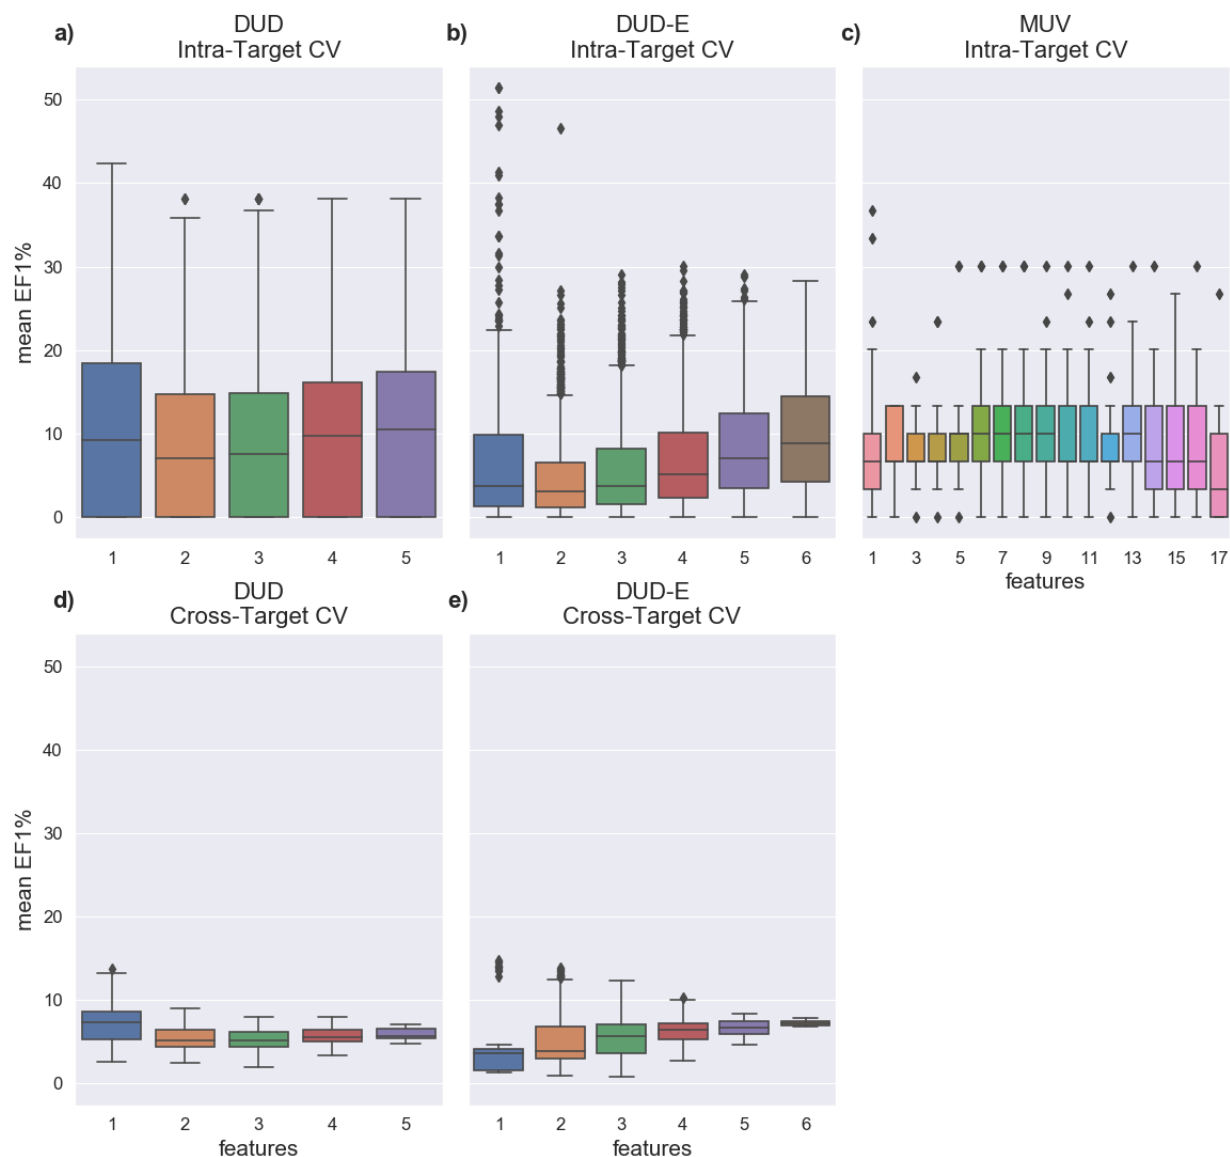 a)
DUD
Intra-Target CV
b)
DUD-E
Intra-Target CV
c)
MUV
Intra-Target CV
mean EF1%
50
40
30
20
10
0
1 2 3 4 5
1 2 3 4 5 6
1 3 5 7 9 11 13 15 17
features
d)
DUD
Cross-Target CV
e)
DUD-E
Cross-Target CV
mean EF1%
50
40
30
20
10
0
1 2 3 4 5
features
1 2 3 4 5 6
features